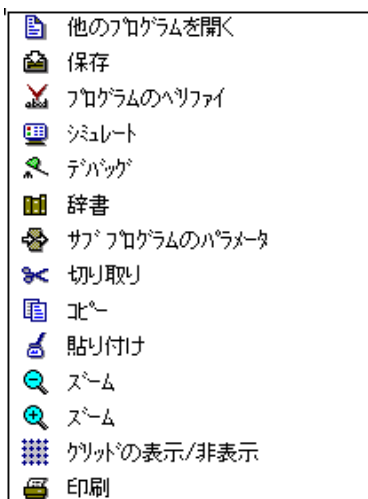 他のﾌﾟﾛｸﾞﾗﾑを開く
保存
ﾌﾟﾛｸﾞﾗﾑのﾍﾞﾘﾌｧｲ
ｼﾐｭﾚｰﾄ
ﾃﾞﾊﾞｯｸﾞ
辞書
ｻﾌﾞ ﾌﾟﾛｸﾞﾗﾑのﾊﾟﾗﾒｰﾀ
切り取り
ｺﾋﾟｰ
貼り付け
ｽﾞｰﾑ
ｽﾞｰﾑ
ｸﾞﾘｯﾄﾞの表示/非表示
印刷